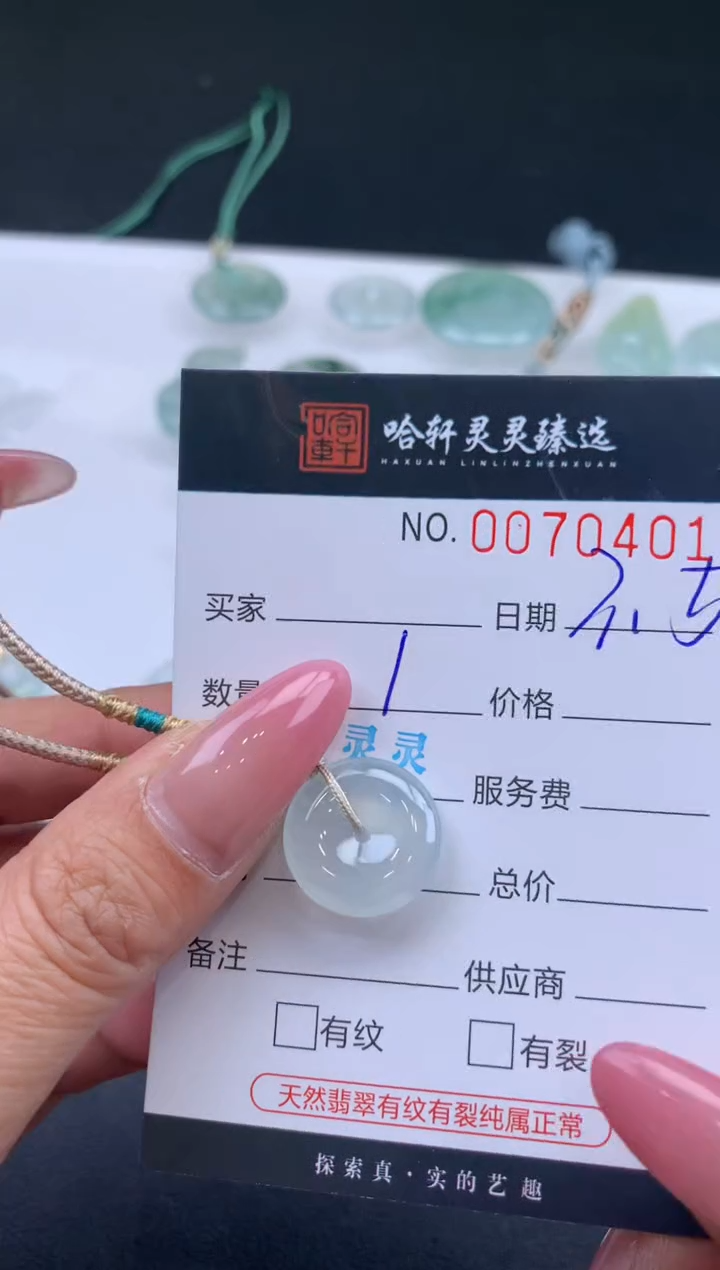 哈轩灵灵臻选
HAXUAN LINLINZHENXUAN
NO. 0070401
买家 日期
数量 1 价格
灵灵
服务费
总价
备注 供应商
有纹 有裂
天然翡翠有纹有裂纯属正常
探索真·实的艺趣